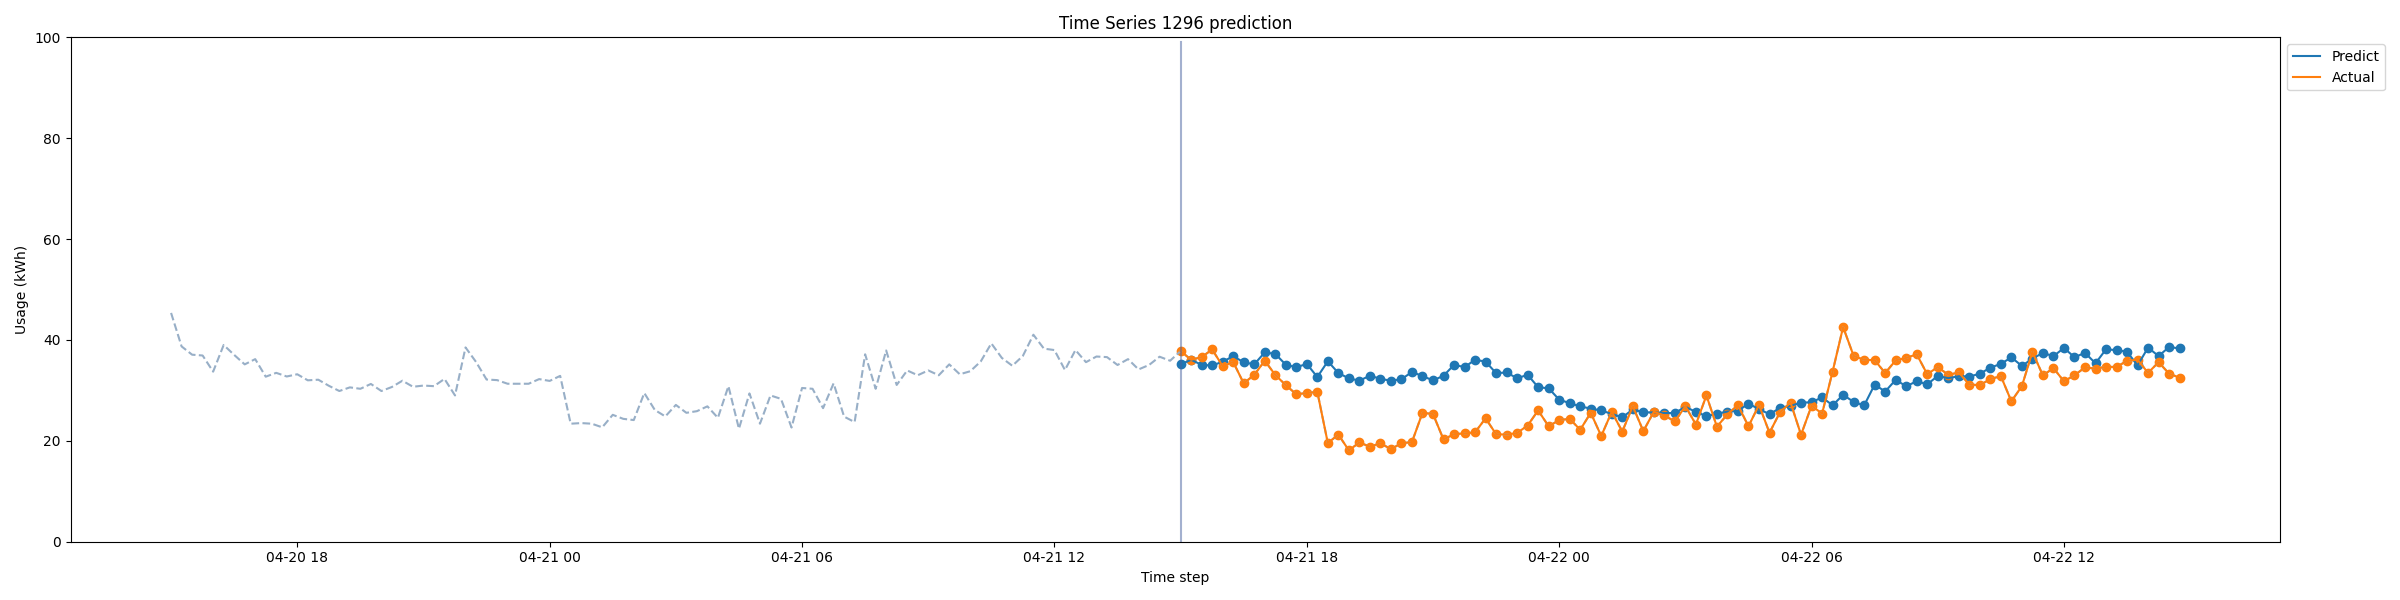 Time Series 1296 prediction
100
80
60
40
20
0
Usage (kWh)
04-20 18
04-21 00
04-21 06
04-21 12
04-21 18
04-22 00
04-22 06
04-22 12
Time step
Predict
Actual